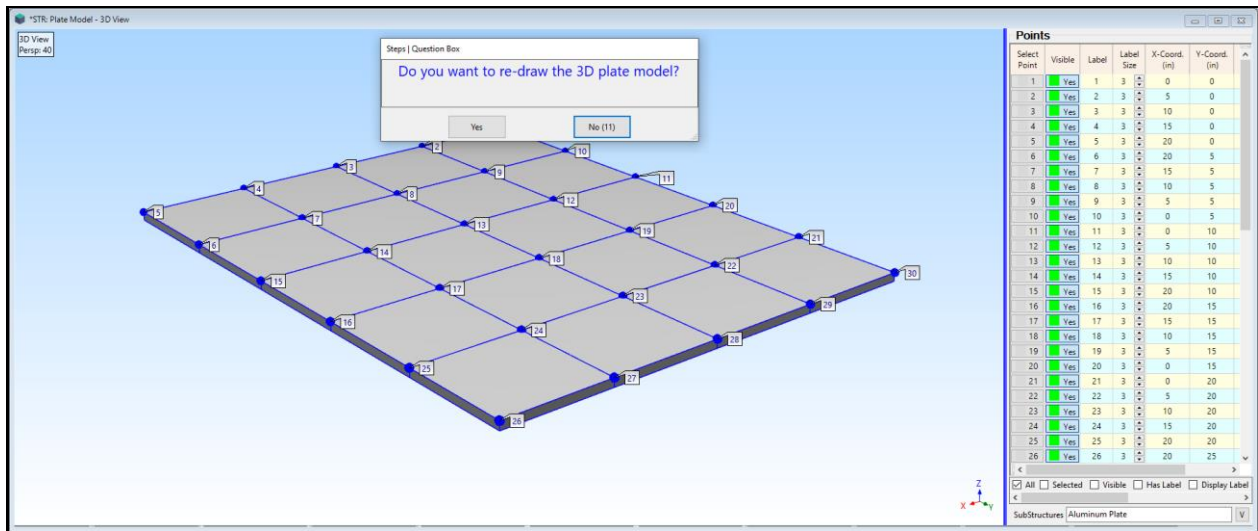 *STR: Plate Model - 3D View
3D View
Persp: 40
Steps | Question Box
Do you want to re-draw the 3D plate model?
Yes No (11)
2
10
3
9
11
4
8
12
20
5
7
13
19
21
6
14
18
22
30
15
17
23
29
16
24
28
25
27
26
Z
X Y
Points
Select Point Visible Label Label Size X-Coord. (in) Y-Coord. (in)
1 Yes 1 3 0 0
2 Yes 2 3 5 0
3 Yes 3 3 10 0
4 Yes 4 3 15 0
5 Yes 5 3 20 0
6 Yes 6 3 20 5
7 Yes 7 3 15 5
8 Yes 8 3 10 5
9 Yes 9 3 5 5
10 Yes 10 3 0 5
11 Yes 11 3 0 10
12 Yes 12 3 5 10
13 Yes 13 3 10 10
14 Yes 14 3 15 10
15 Yes 15 3 20 10
16 Yes 16 3 20 15
17 Yes 17 3 15 15
18 Yes 18 3 10 15
19 Yes 19 3 5 15
20 Yes 20 3 0 15
21 Yes 21 3 0 20
22 Yes 22 3 5 20
23 Yes 23 3 10 20
24 Yes 24 3 15 20
25 Yes 25 3 20 20
26 Yes 26 3 20 25
All Selected Visible Has Label Display Label
SubStructures Aluminum Plate V